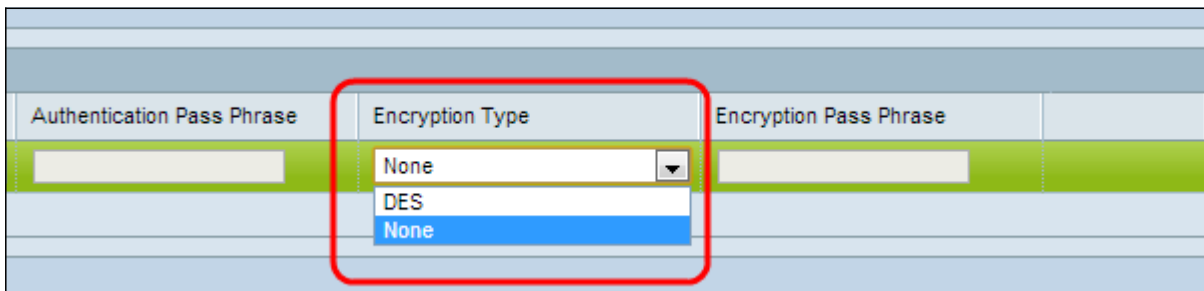 Authentication Pass Phrase Encryption Type Encryption Pass Phrase
None
DES
None